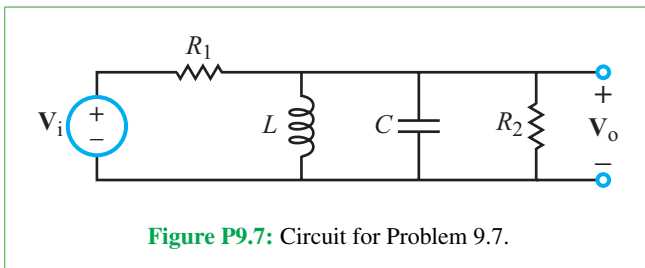 R1
Vi
+
−
L
C
R2
+
Vo
−
Figure P9.7: Circuit for Problem 9.7.